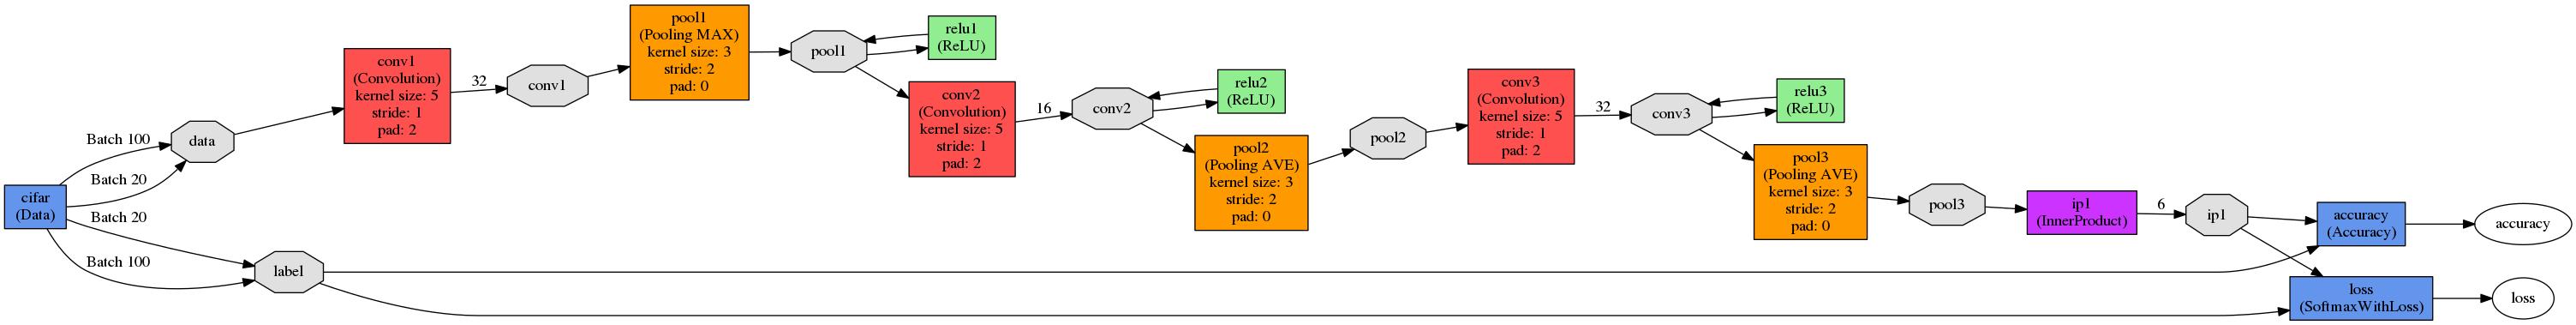 cifar
(Data)
Batch 100
Batch 20
Batch 20
Batch 100
data
label
conv1
(Convolution)
kernel size: 5
stride: 1
pad: 2
32
conv1
pool1
(Pooling MAX)
kernel size: 3
stride: 2
pad: 0
pool1
relu1
(ReLU)
conv2
(Convolution)
kernel size: 5
stride: 1
pad: 2
16
conv2
relu2
(ReLU)
pool2
(Pooling AVE)
kernel size: 3
stride: 2
pad: 0
pool2
conv3
(Convolution)
kernel size: 5
stride: 1
pad: 2
32
conv3
relu3
(ReLU)
pool3
(Pooling AVE)
kernel size: 3
stride: 2
pad: 0
pool3
ip1
(InnerProduct)
6
ip1
accuracy
(Accuracy)
accuracy
loss
(SoftmaxWithLoss)
loss